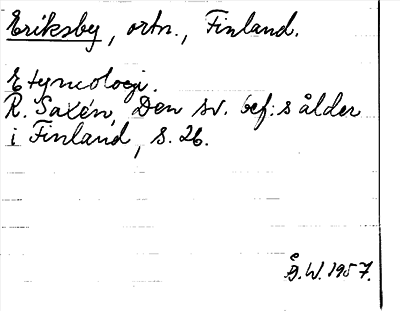 Eriksby, ortn., Finland.
Etymologi.
R. Saxén, Den sv. bef:s ålder
i Finland, s. 26.
Å.W. 1957.